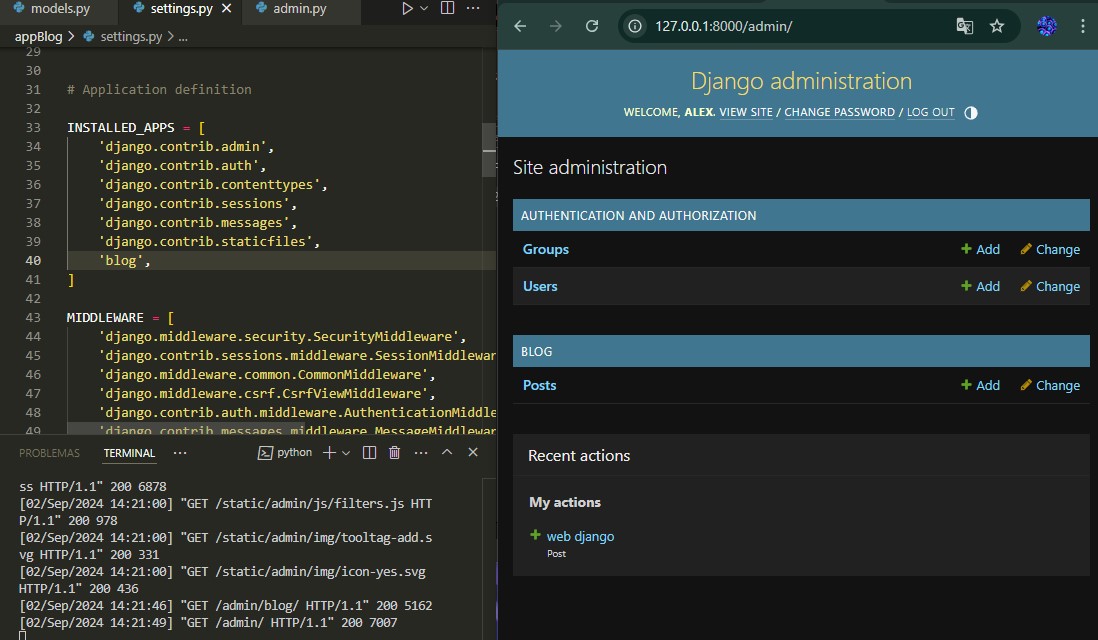 models.py
settings.py
admin.py
appBlog > settings.py > ...
29
30
31 # Application definition
32
33 INSTALLED_APPS = [
34 'django.contrib.admin',
35 'django.contrib.auth',
36 'django.contrib.contenttypes',
37 'django.contrib.sessions',
38 'django.contrib.messages',
39 'django.contrib.staticfiles',
40 'blog',
41 ]
42
43 MIDDLEWARE = [
44 'django.middleware.security.SecurityMiddleware',
45 'django.contrib.sessions.middleware.SessionMiddlewar
46 'django.middleware.common.CommonMiddleware',
47 'django.middleware.csrf.CsrfViewMiddleware',
48 'django.contrib.auth.middleware.AuthenticationMiddle
49 'django.contrib.messages.middleware.MessageMiddlewar
PROBLEMAS
TERMINAL
python
ss HTTP/1.1" 200 6878
[02/Sep/2024 14:21:00] "GET /static/admin/js/filters.js HTT
P/1.1" 200 978
[02/Sep/2024 14:21:00] "GET /static/admin/img/tooltag-add.s
vg HTTP/1.1" 200 331
[02/Sep/2024 14:21:00] "GET /static/admin/img/icon-yes.svg
HTTP/1.1" 200 436
[02/Sep/2024 14:21:46] "GET /admin/blog/ HTTP/1.1" 200 5162
[02/Sep/2024 14:21:49] "GET /admin/ HTTP/1.1" 200 7007
127.0.0.1:8000/admin/
Django administration
WELCOME, ALEX. VIEW SITE / CHANGE PASSWORD / LOG OUT
Site administration
AUTHENTICATION AND AUTHORIZATION
Groups + Add Change
Users + Add Change
BLOG
Posts + Add Change
Recent actions
My actions
+ web django
Post